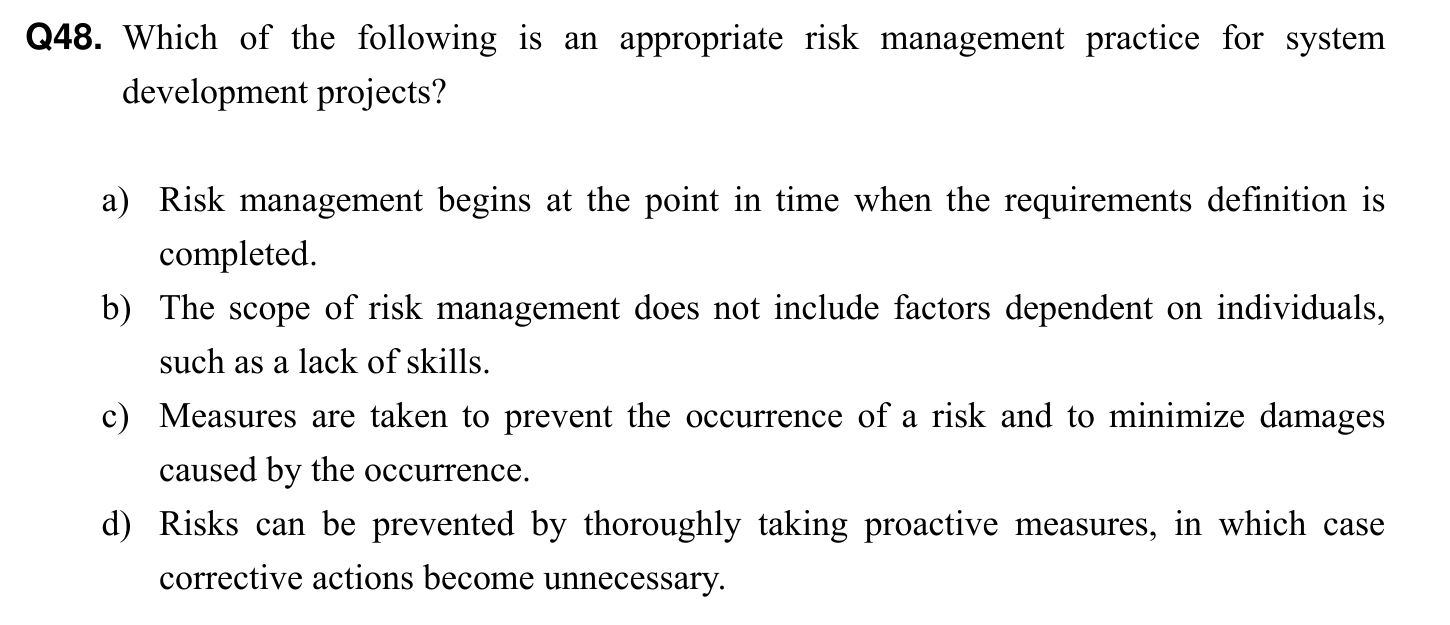 Q48. Which of the following is an appropriate risk management practice for system
development projects?
a) Risk management begins at the point in time when the requirements definition is
completed.
b) The scope of risk management does not include factors dependent on individuals,
such as a lack of skills.
c) Measures are taken to prevent the occurrence of a risk and to minimize damages
caused by the occurrence.
d) Risks can be prevented by thoroughly taking proactive measures, in which case
corrective actions become unnecessary.